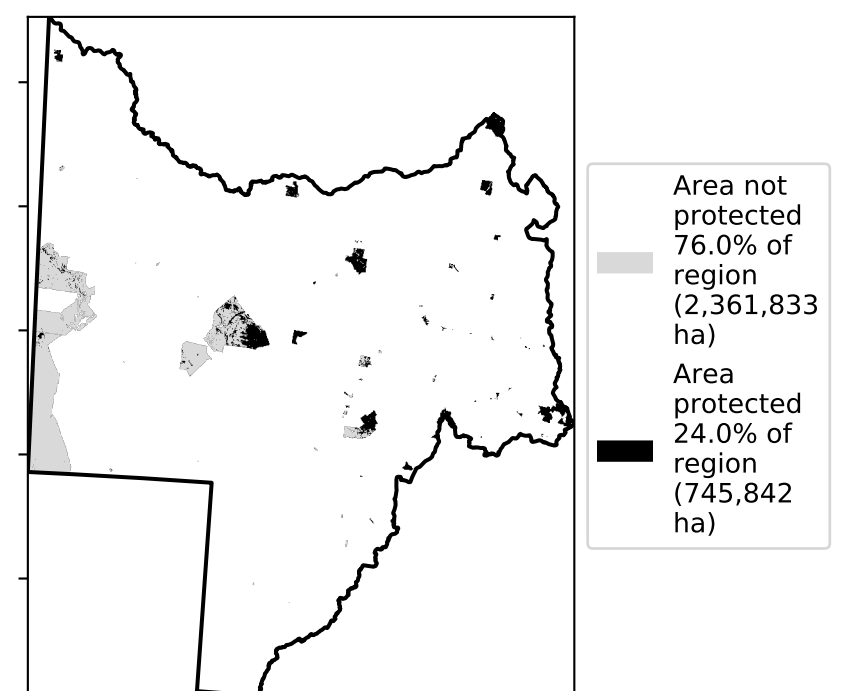 Area not
protected
76.0% of
region
(2,361,833
ha)
Area
protected
24.0% of
region
(745,842
ha)